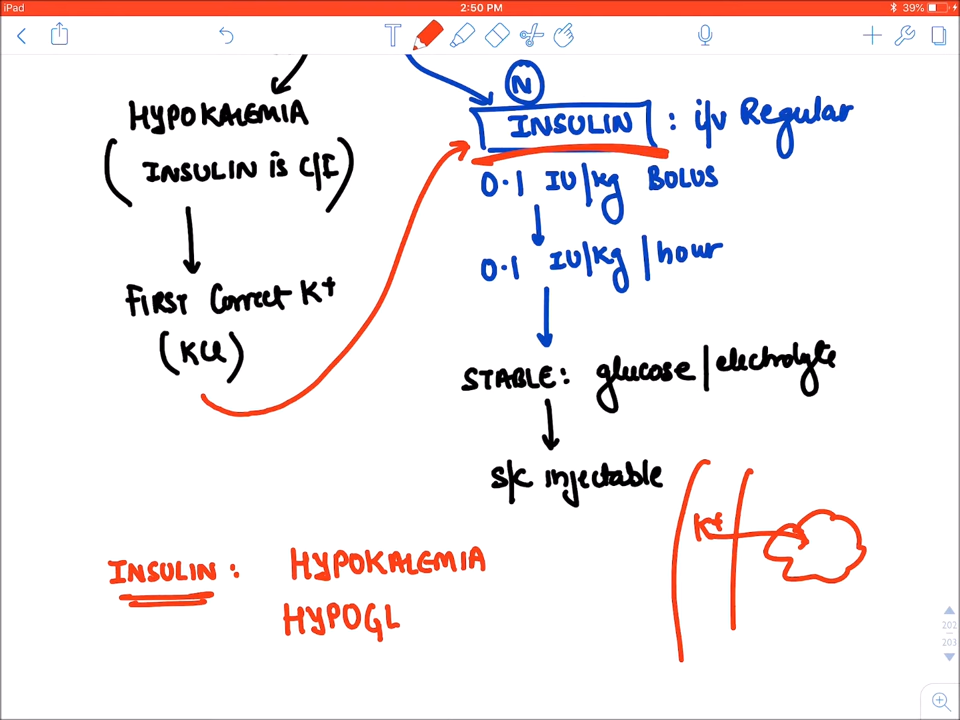 iPad 2:50 PM 39%
T
HYPOKALEMIA
(INSULIN is C/I)
FIRST Correct K+
(KCl)
N
INSULIN : i/v Regular
0.1 IU/kg BOLUS
0.1 IU/kg/hour
STABLE: glucose/electrolyte
s/c injectable
K+
INSULIN: HYPOKALEMIA
HYPOGL
202
203